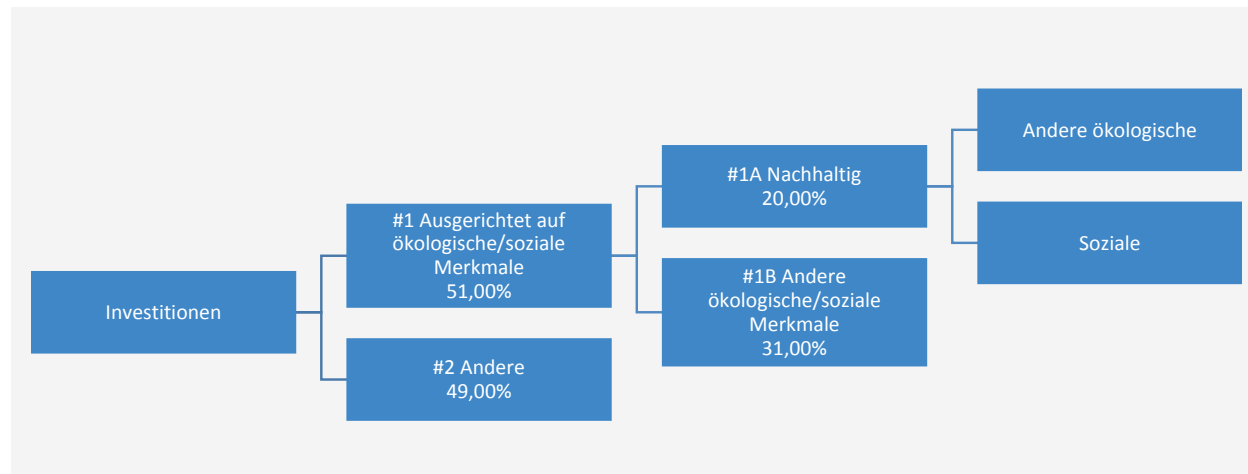 Investitionen
#1 Ausgerichtet auf
ökologische/soziale
Merkmale
51,00%
#2 Andere
49,00%
#1A Nachhaltig
20,00%
#1B Andere
ökologische/soziale
Merkmale
31,00%
Andere ökologische
Soziale